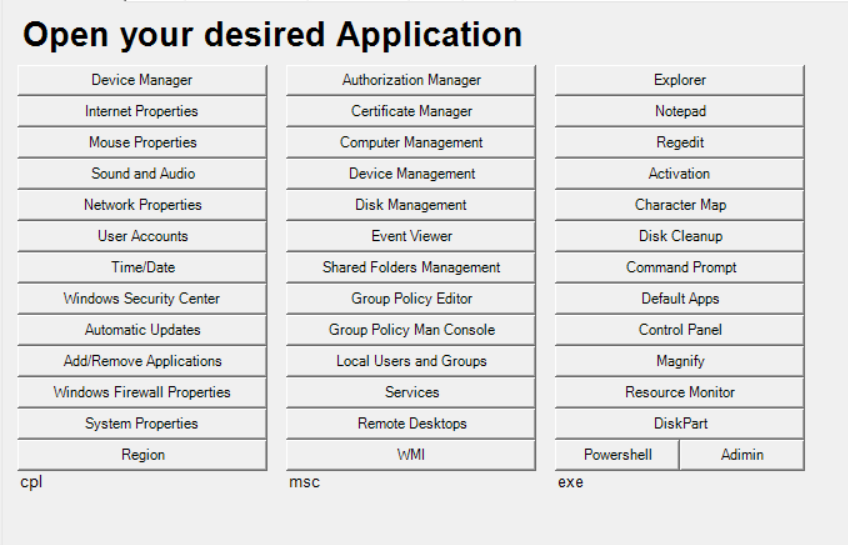 Open your desired Application
Device Manager
Internet Properties
Mouse Properties
Sound and Audio
Network Properties
User Accounts
Time/Date
Windows Security Center
Automatic Updates
Add/Remove Applications
Windows Firewall Properties
System Properties
Region
cpl
Authorization Manager
Certificate Manager
Computer Management
Device Management
Disk Management
Event Viewer
Shared Folders Management
Group Policy Editor
Group Policy Man Console
Local Users and Groups
Services
Remote Desktops
WMI
msc
Explorer
Notepad
Regedit
Activation
Character Map
Disk Cleanup
Command Prompt
Default Apps
Control Panel
Magnify
Resource Monitor
DiskPart
Powershell Adimin
exe